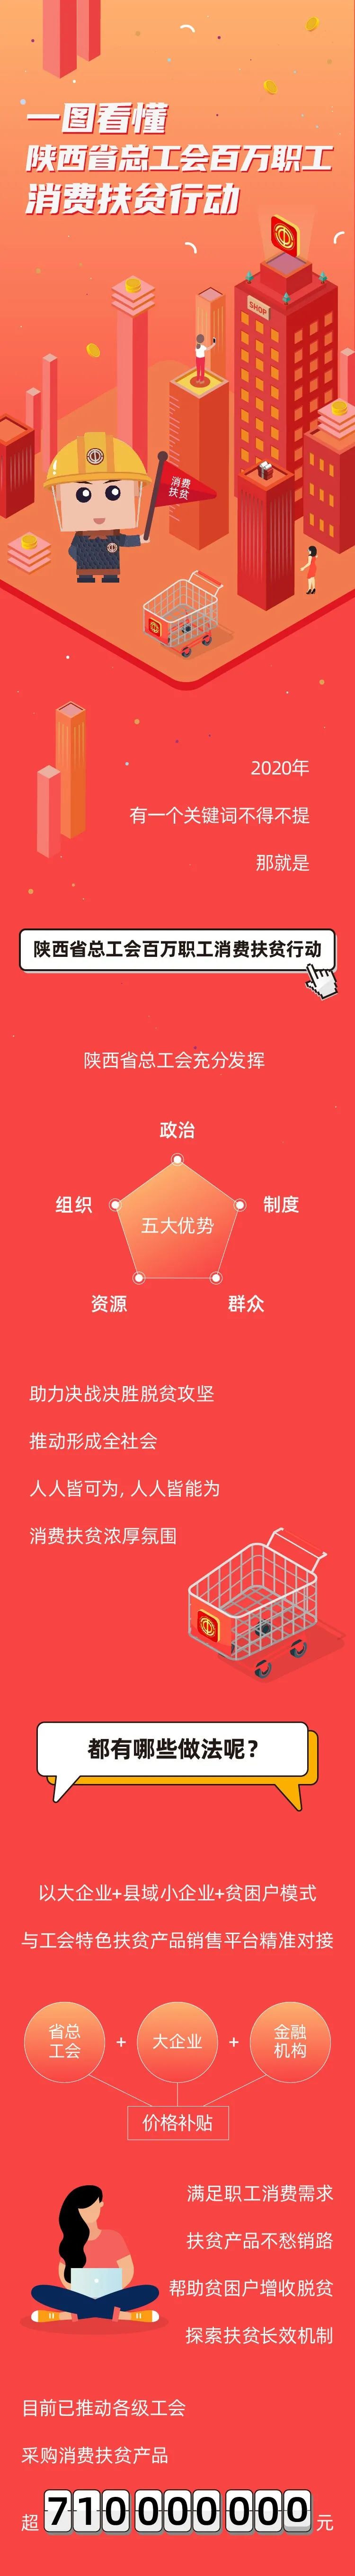 一图看懂
陕西省总工会百万职工
消费扶贫行动
SHOP
消费
扶贫
2020年
有一个关键词不得不提
那就是
陕西省总工会百万职工消费扶贫行动
陕西省总工会充分发挥
政治
组织
制度
五大优势
资源
群众
助力决战决胜脱贫攻坚
推动形成全社会
人人皆可为, 人人皆能为
消费扶贫浓厚氛围
都有哪些做法呢?
以大企业+县域小企业+贫困户模式
与工会特色扶贫产品销售平台精准对接
省总
工会
+
大企业
+
金融
机构
价格补贴
满足职工消费需求
扶贫产品不愁销路
帮助贫困户增收脱贫
探索扶贫长效机制
目前已推动各级工会
采购消费扶贫产品
超710000000元